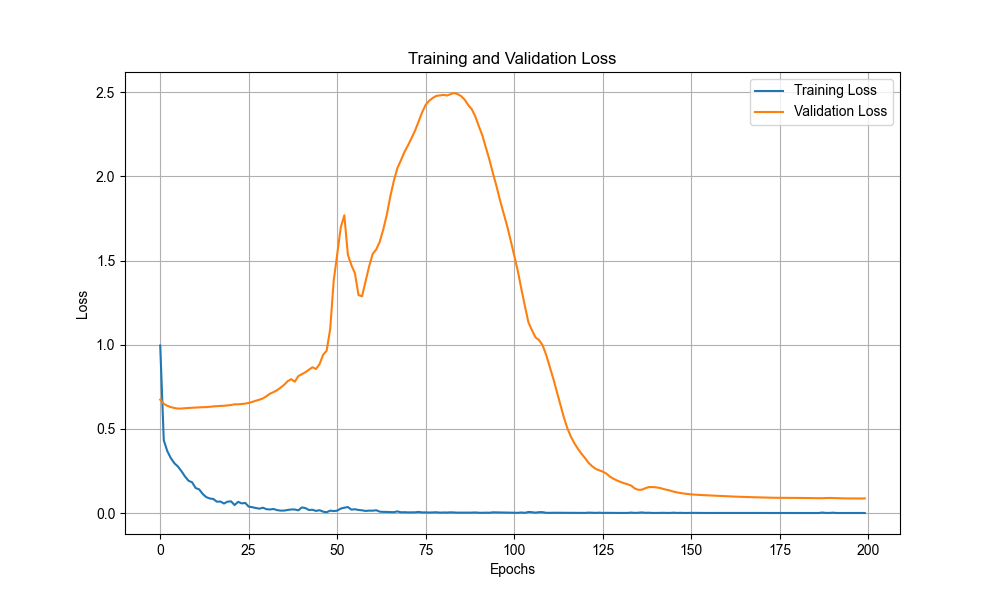 Training and Validation Loss
Training Loss
Validation Loss
2.5
2.0
1.5
1.0
0.5
0.0
Loss
0 25 50 75 100 125 150 175 200
Epochs